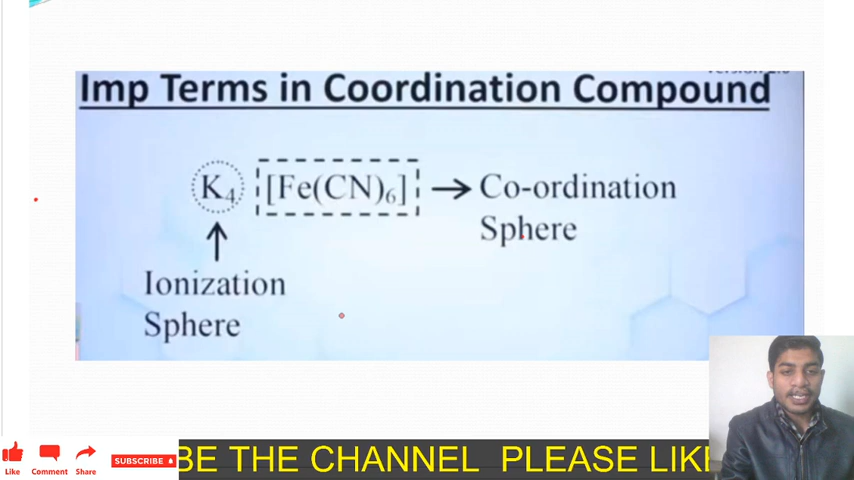 Imp Terms in Coordination Compound
K4 [Fe(CN)6] → Co-ordination
Sphere
Ionization
Sphere
Like Comment Share
SUBSCRIBE
BE THE CHANNEL PLEASE LIKE